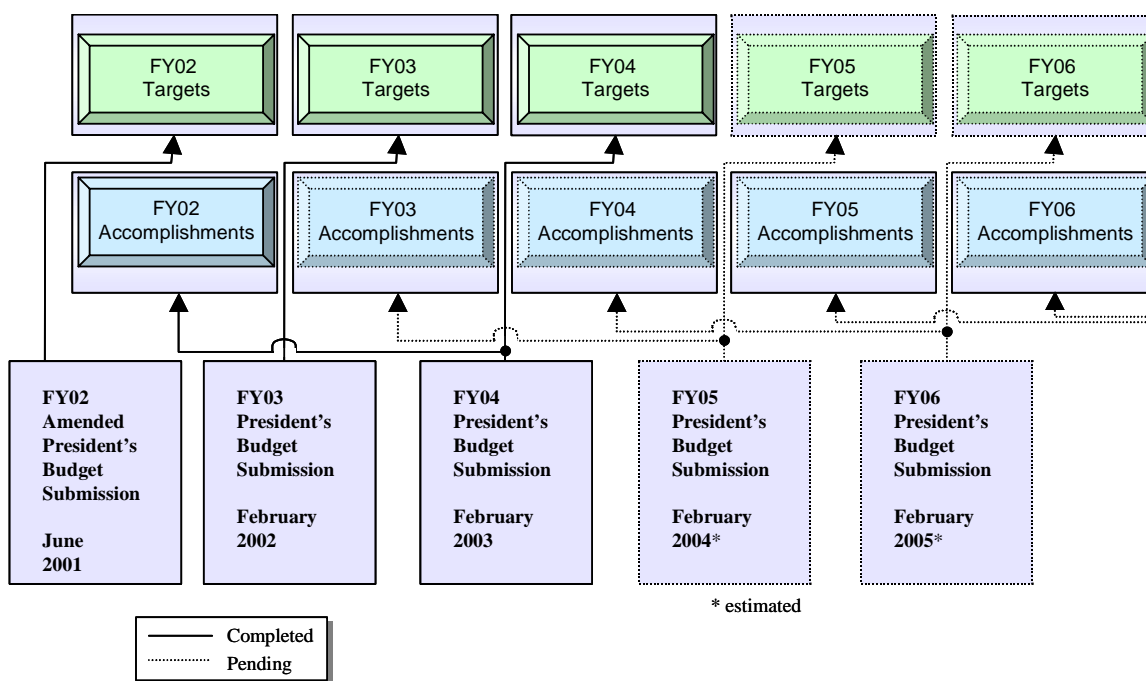 FY02
Targets
FY03
Targets
FY04
Targets
FY05
Targets
FY06
Targets
FY02
Accomplishments
FY03
Accomplishments
FY04
Accomplishments
FY05
Accomplishments
FY06
Accomplishments
FY02
Amended
President’s
Budget
Submission
June
2001
FY03
President’s
Budget
Submission
February
2002
FY04
President’s
Budget
Submission
February
2003
FY05
President’s
Budget
Submission
February
2004*
FY06
President’s
Budget
Submission
February
2005*
* estimated
Completed
Pending